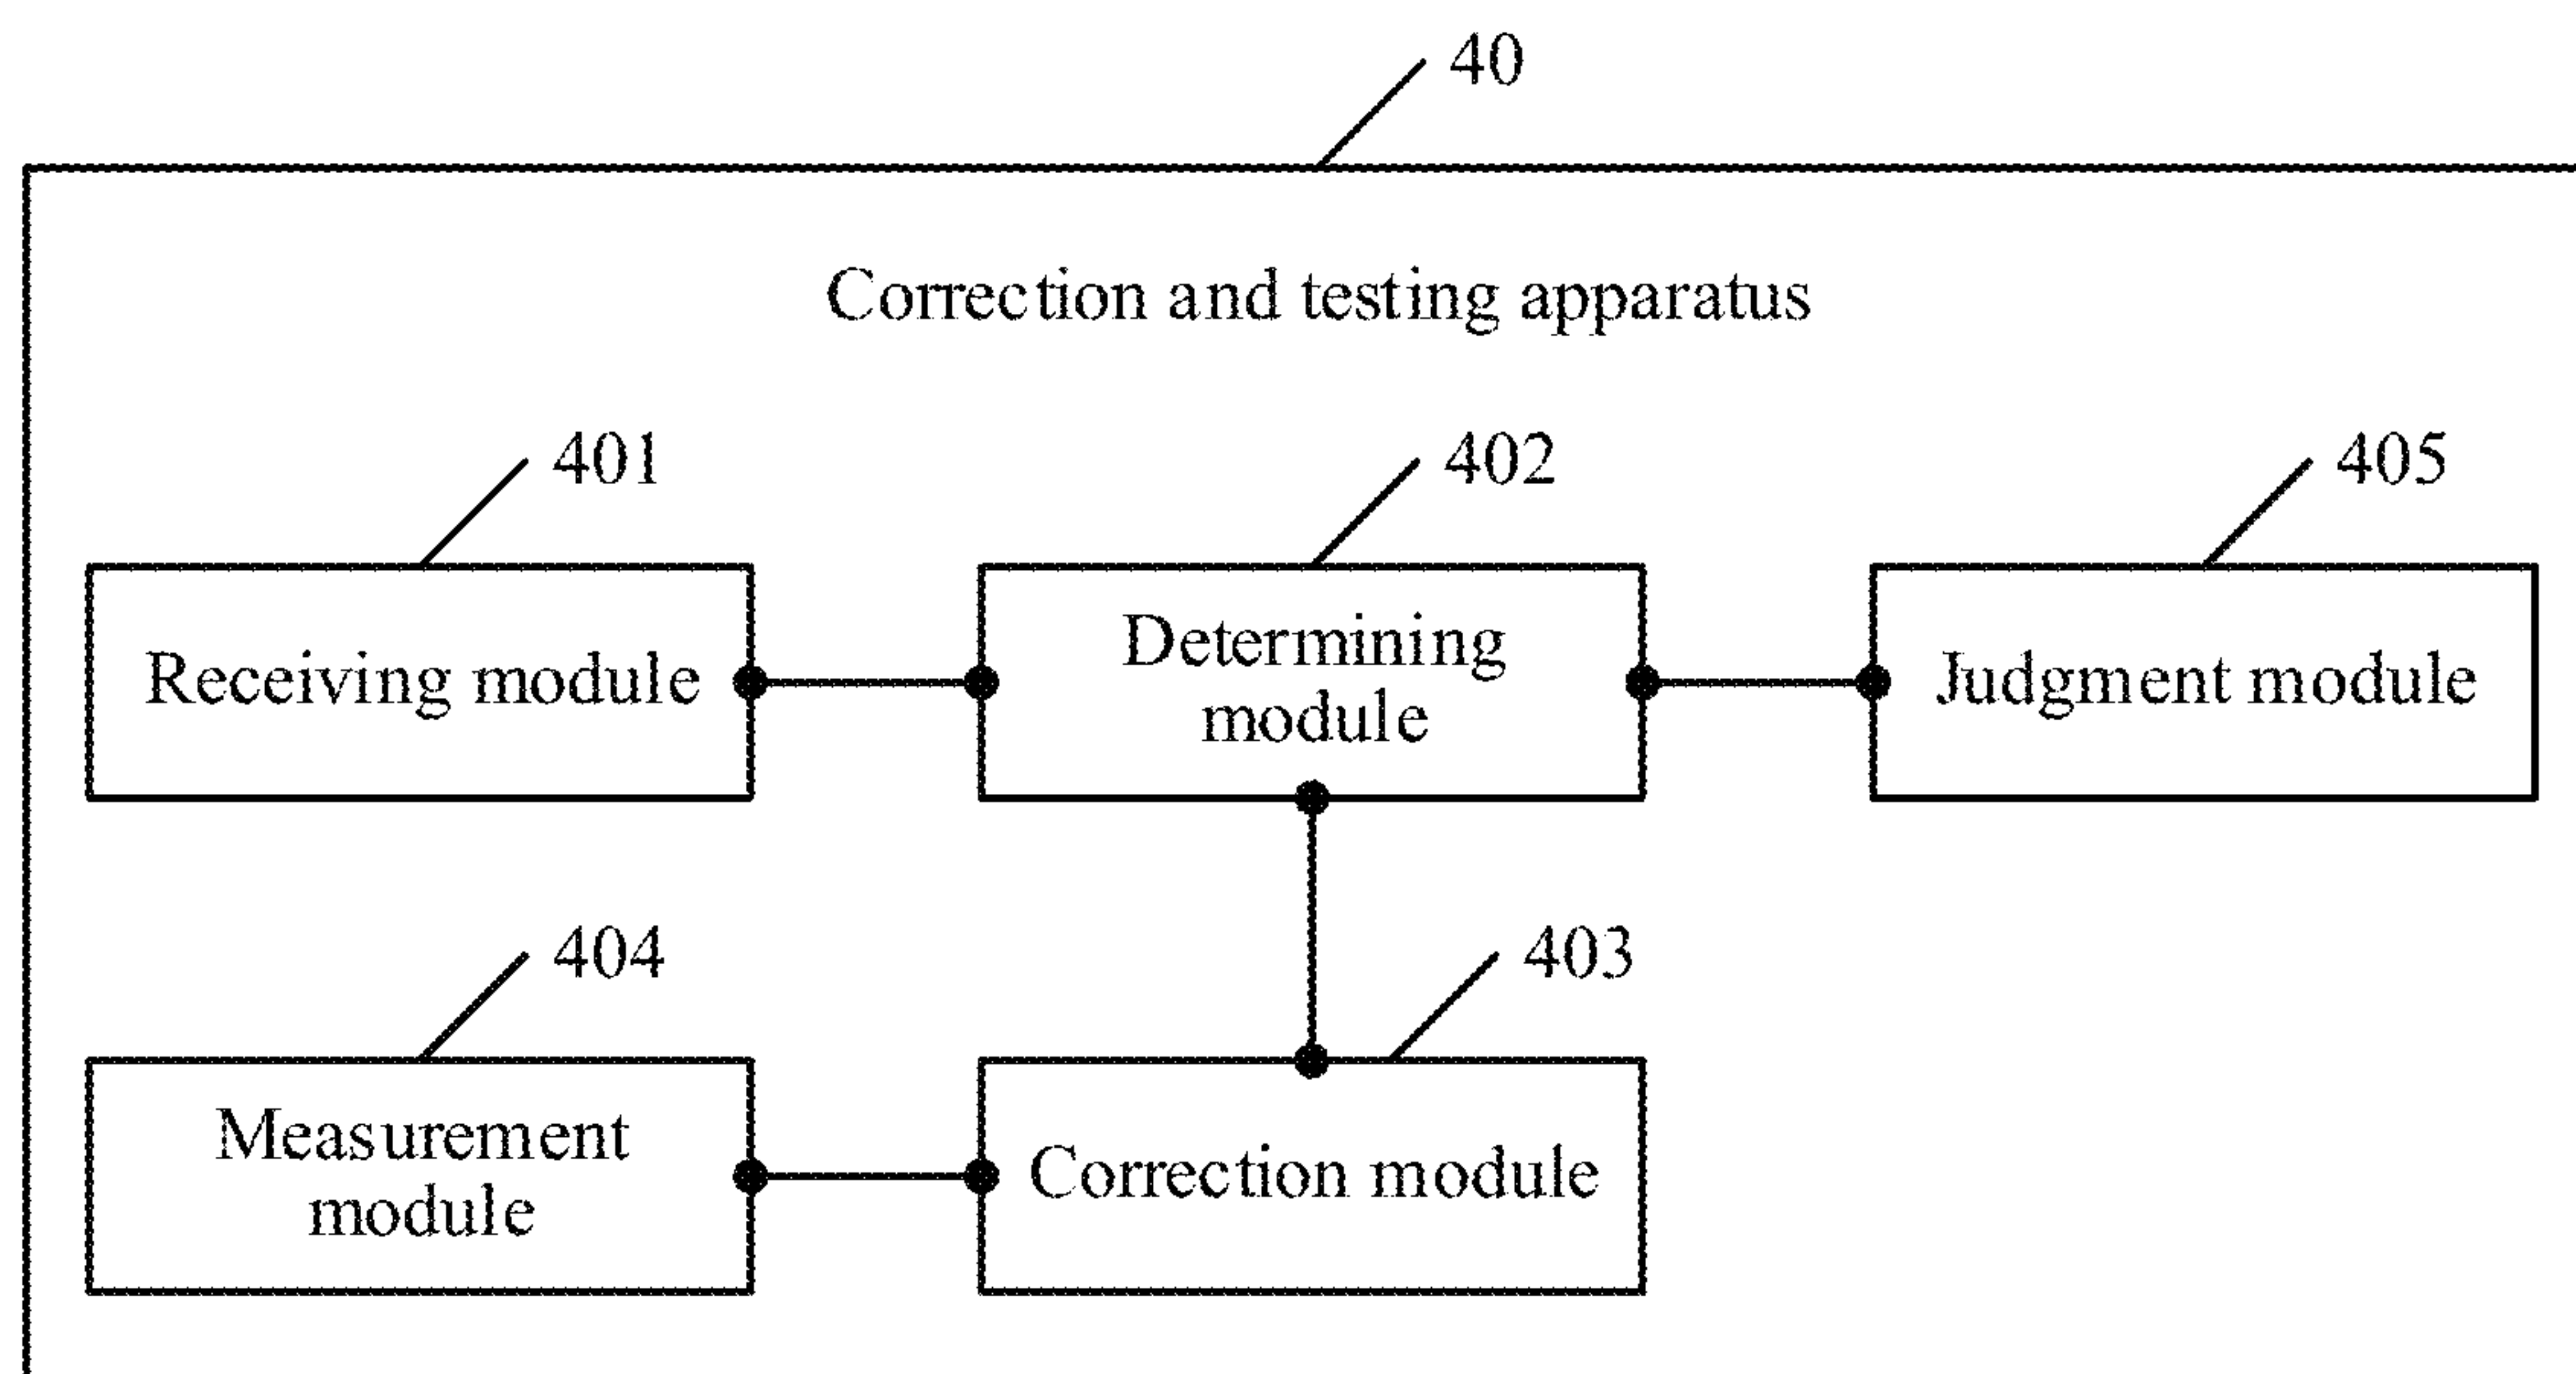 40
Correction and testing apparatus
401
402
405
Receiving module
Determining
module
Judgment module
404
403
Measurement
module
Correction module